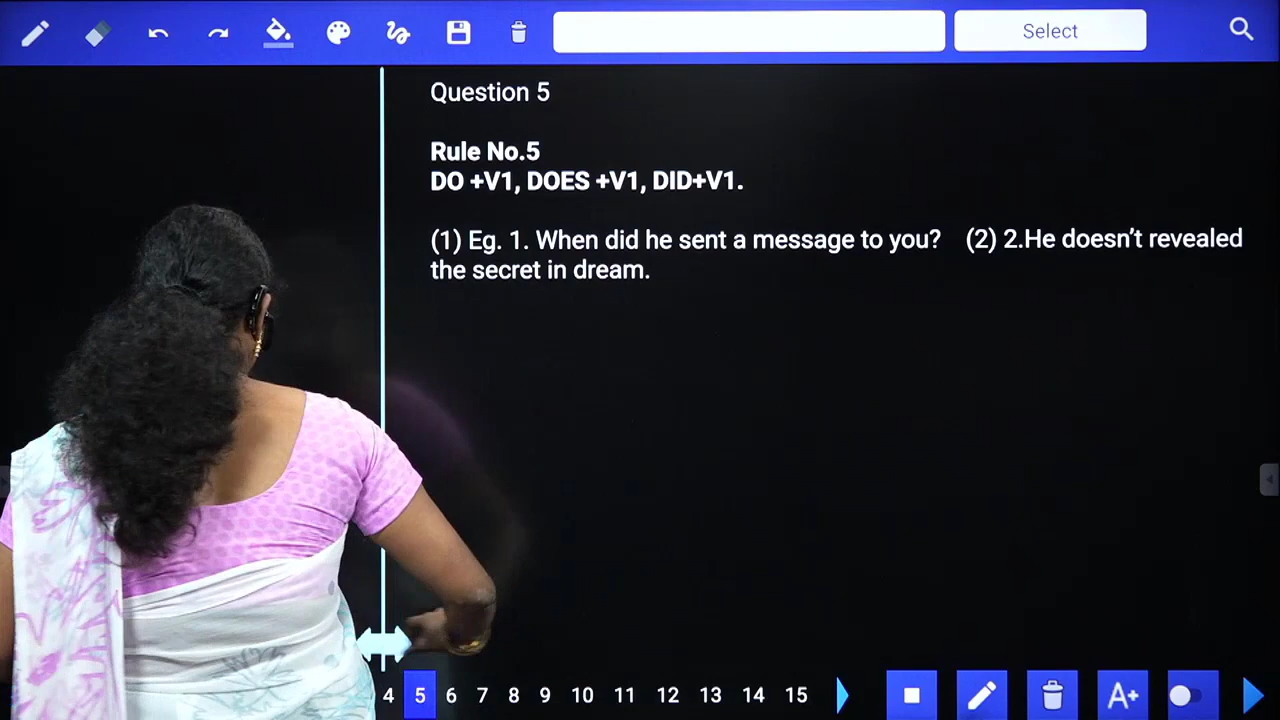 Select
Question 5
Rule No.5
DO +V1, DOES +V1, DID+V1.
(1) Eg. 1. When did he sent a message to you? (2) 2.He doesn’t revealed
the secret in dream.
4 5 6 7 8 9 10 11 12 13 14 15
A+